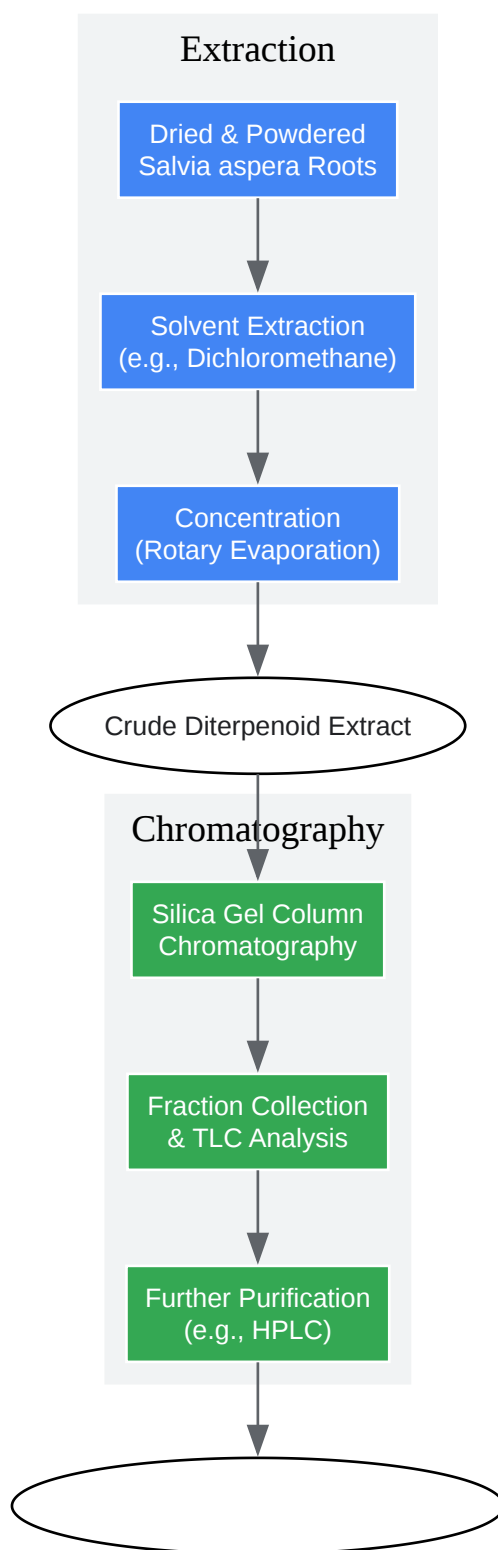 Extraction
Dried & Powdered
Salvia aspera Roots
Solvent Extraction
(e.g., Dichloromethane)
Concentration
(Rotary Evaporation)
Crude Diterpenoid Extract
Chromatography
Silica Gel Column
Chromatography
Fraction Collection
& TLC Analysis
Further Purification
(e.g., HPLC)